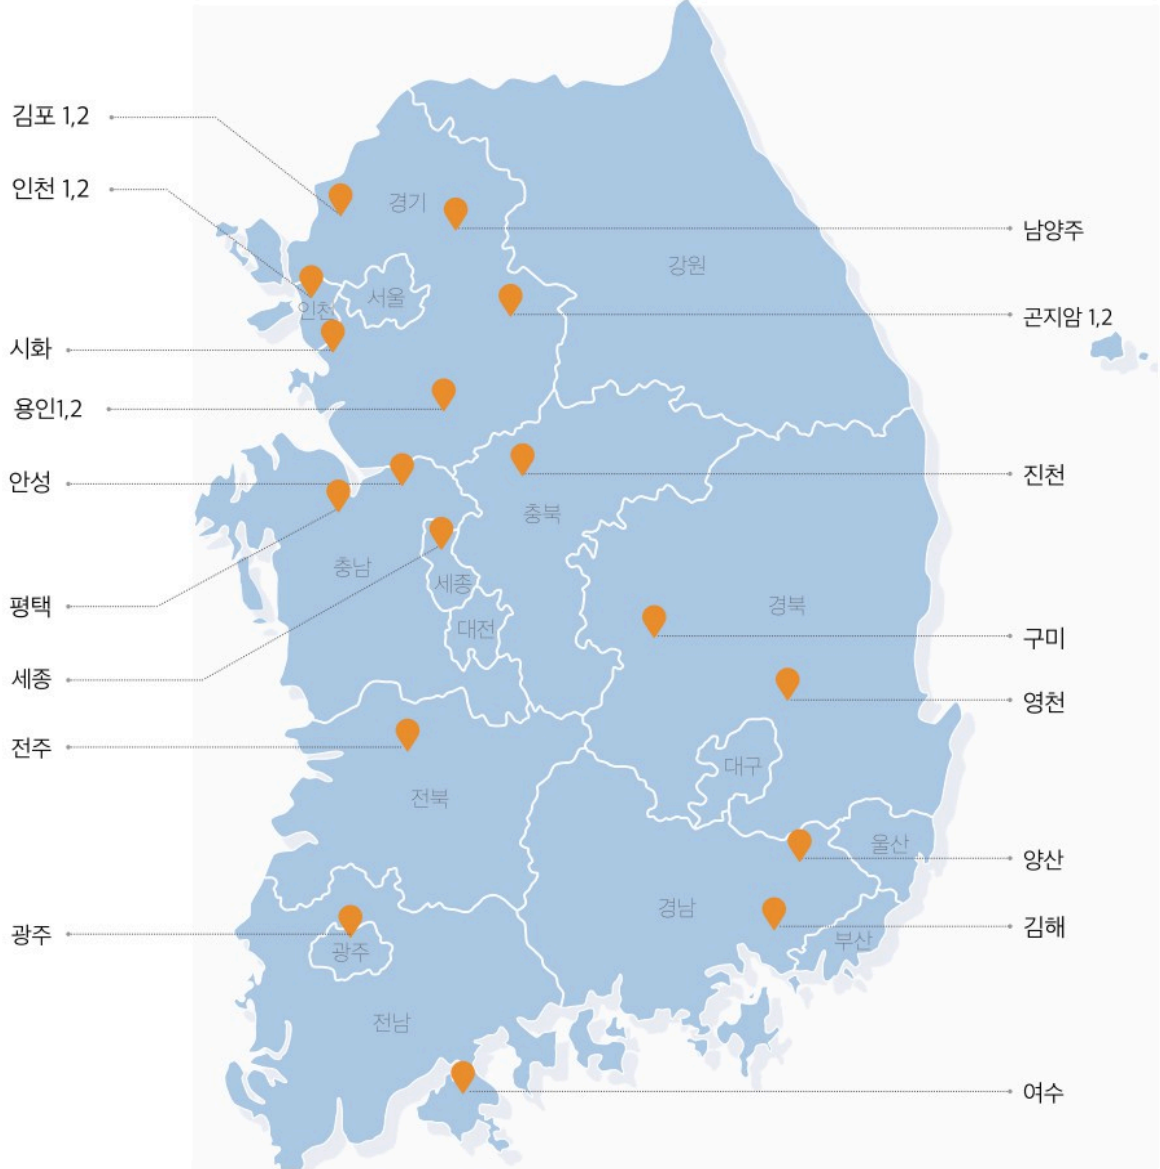 김포 1,2
인천 1,2
시화
용인1,2
안성
평택
세종
전주
광주
경기
서울
인천
강원
충북
충남
세종
대전
경북
대구
전북
울산
경남
부산
광주
전남
남양주
곤지암 1,2
진천
구미
영천
양산
김해
여수